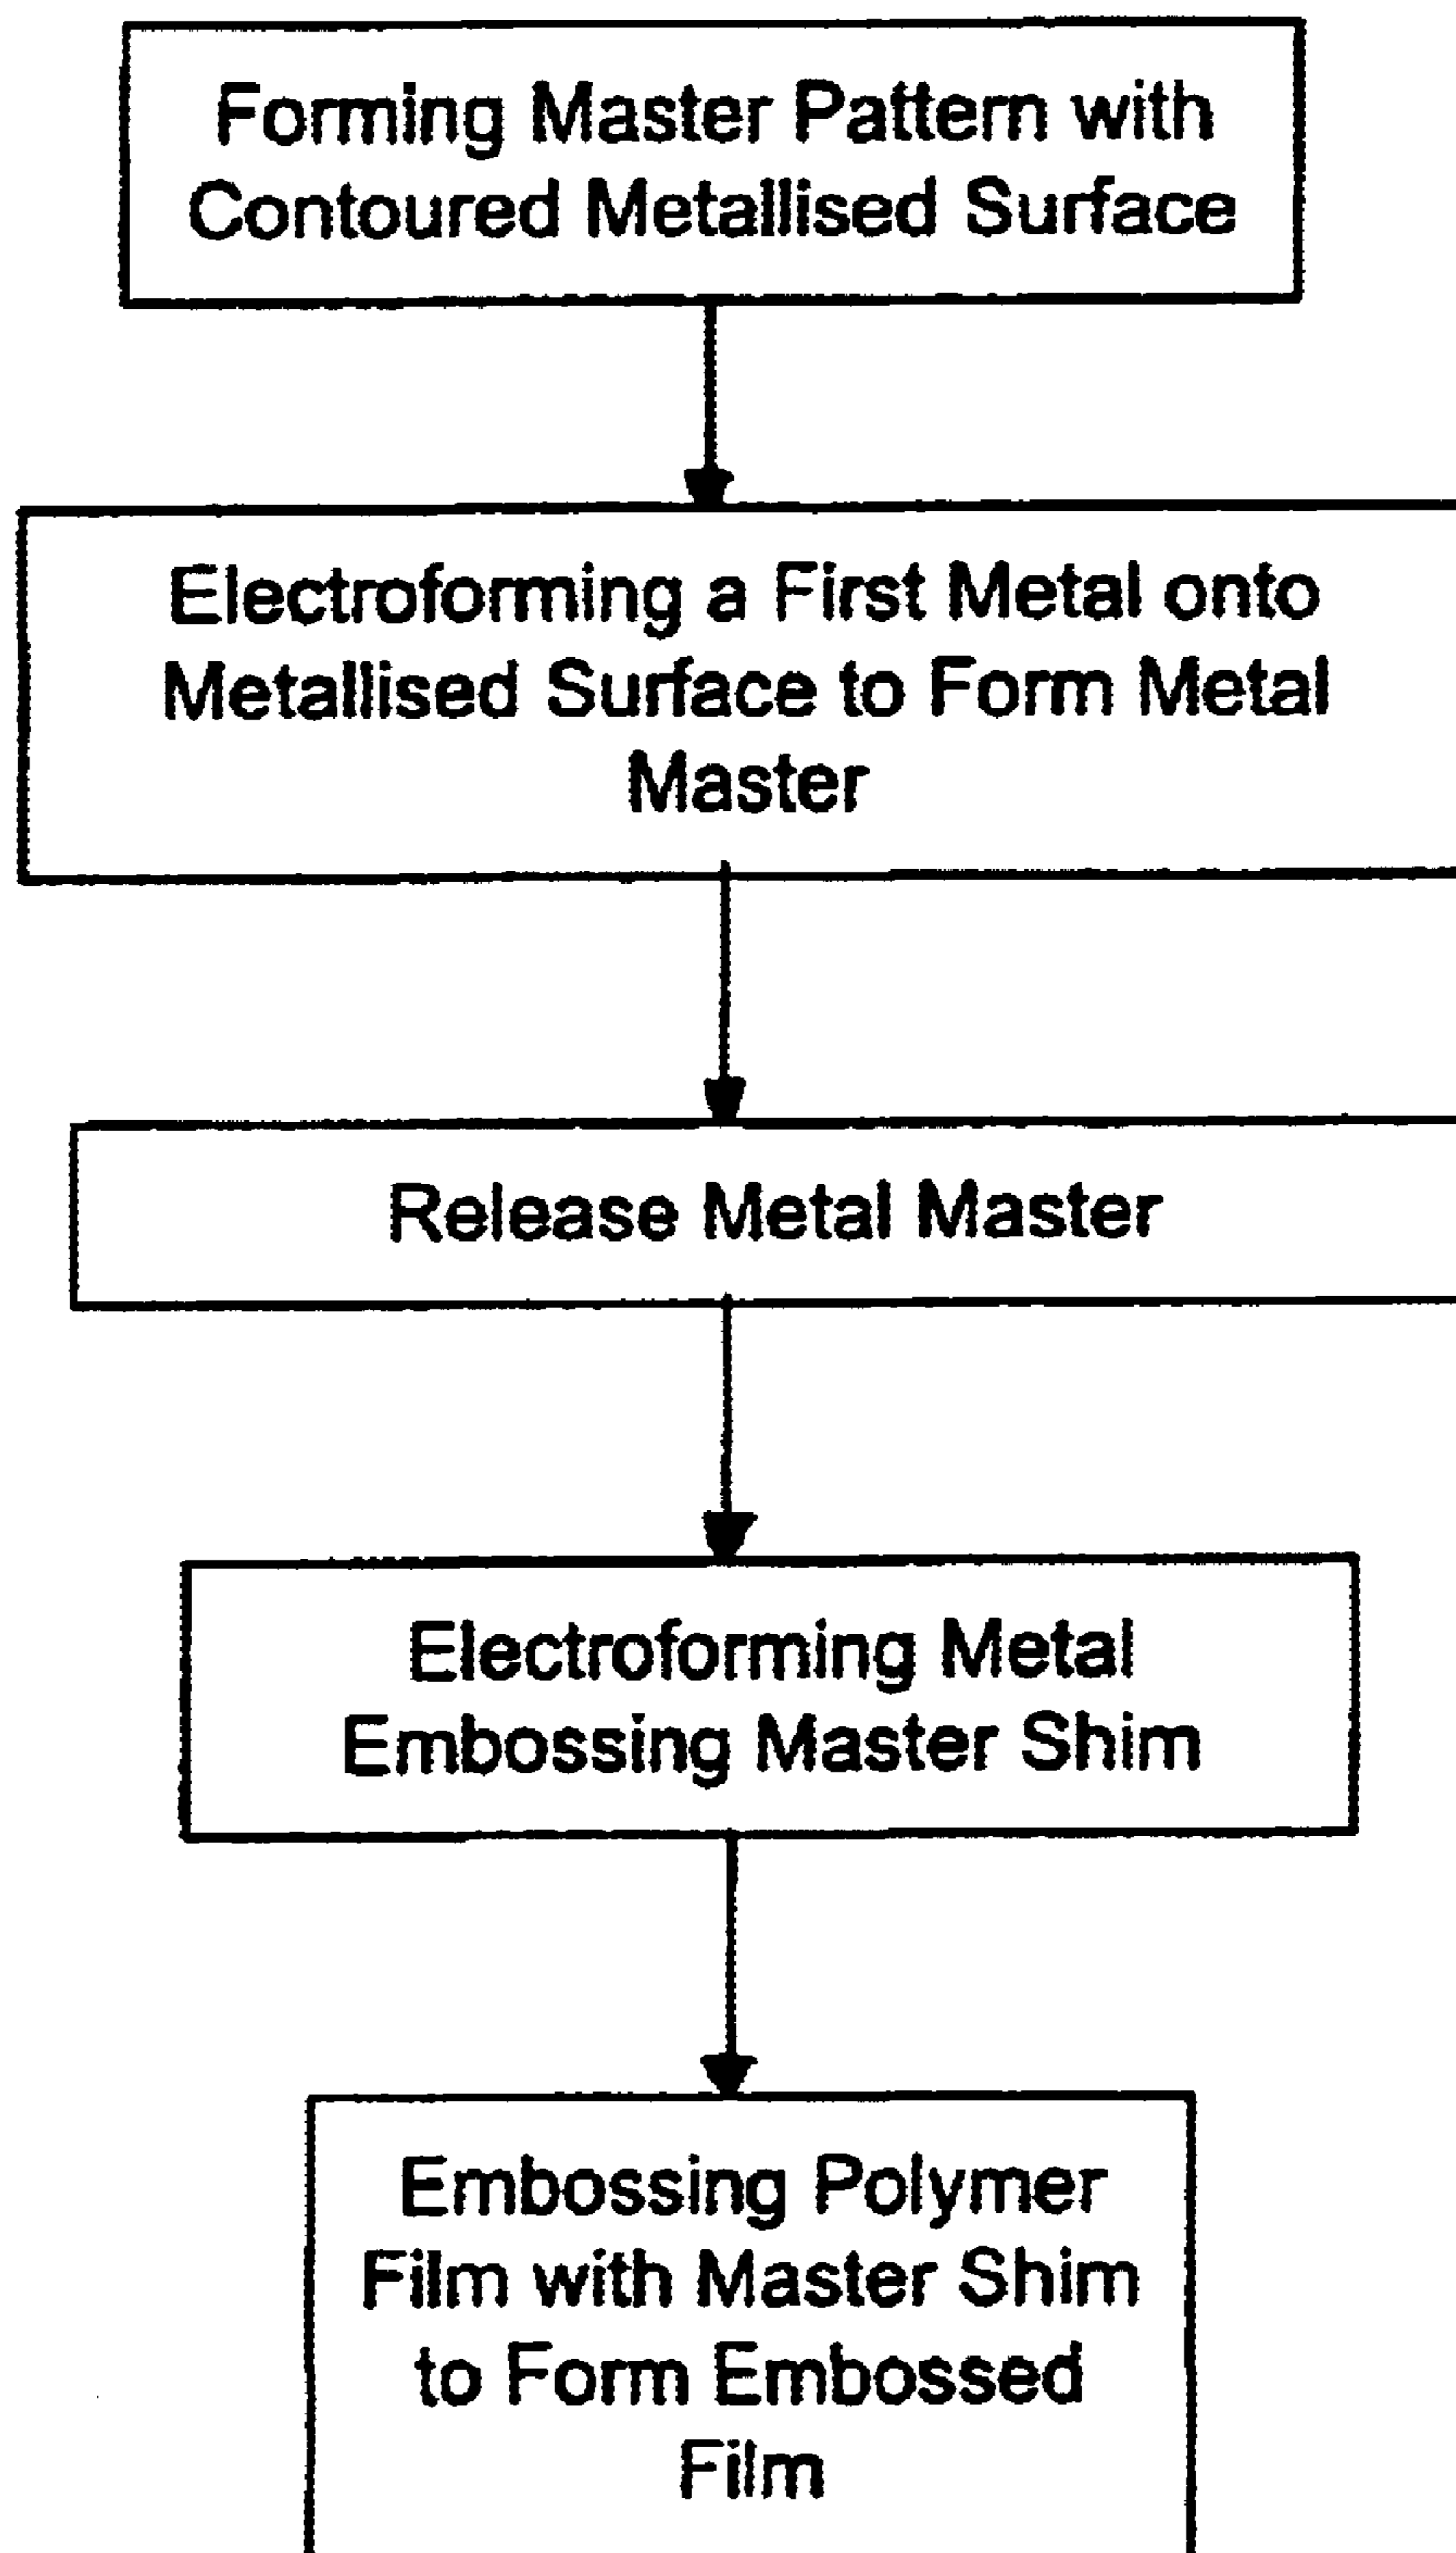 Forming Master Pattern with
Contoured Metallised Surface
Electroforming a First Metal onto
Metallised Surface to Form Metal
Master
Release Metal Master
Electroforming Metal
Embossing Master Shim
Embossing Polymer
Film with Master Shim
to Form Embossed
Film